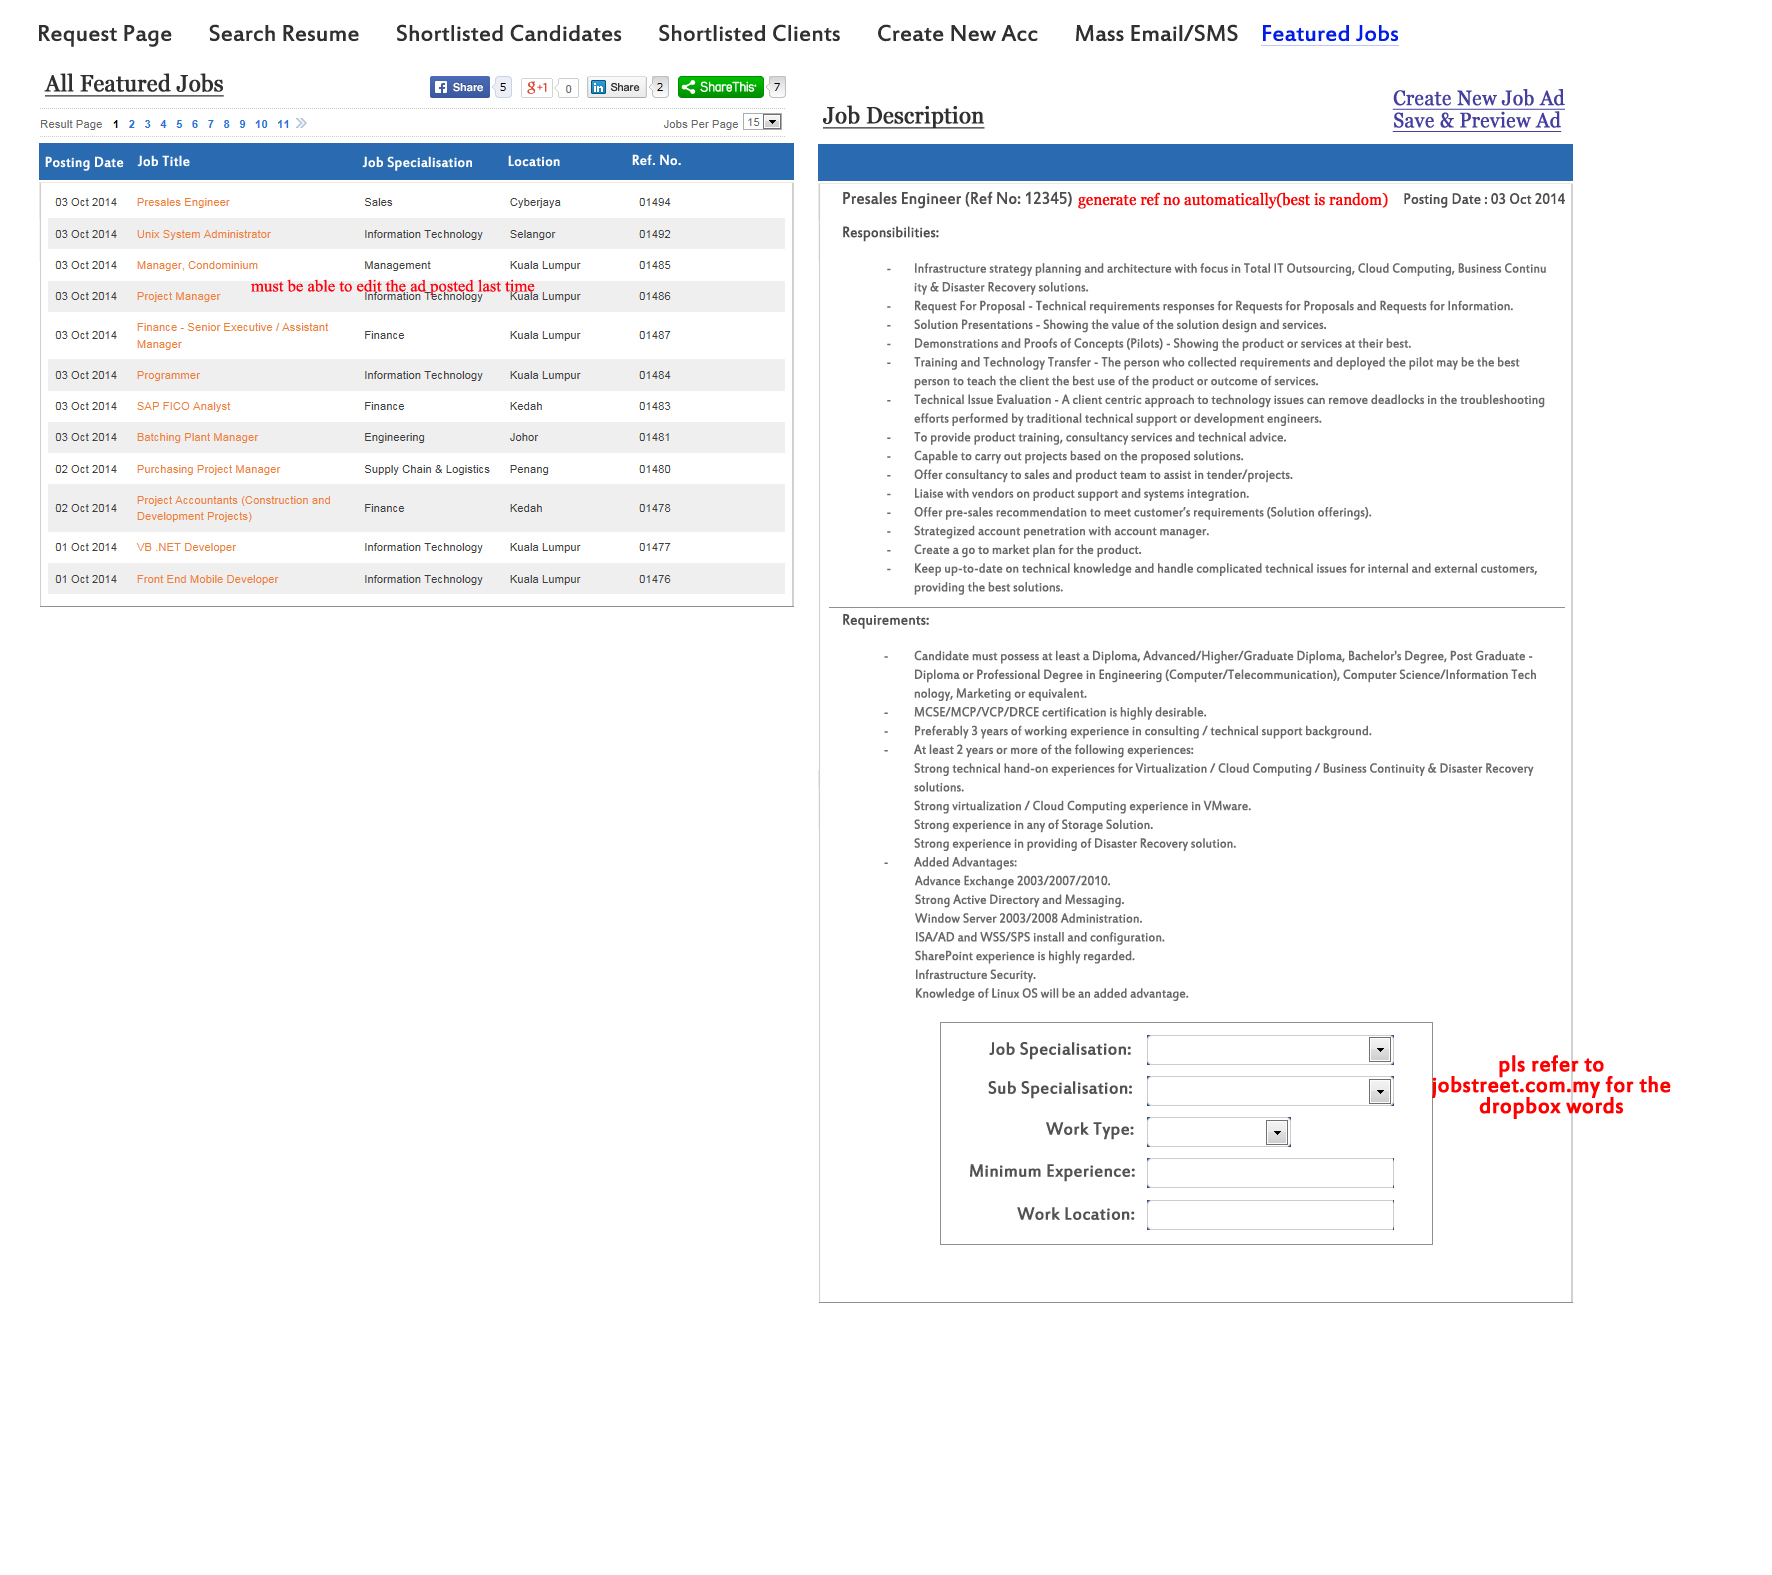 Request Page Search Resume Shortlisted Candidates Shortlisted Clients Create New Acc Mass Email/SMS Featured Jobs
All Featured Jobs
Share 5 g+1 0 in Share 2 ShareThis 7
Result Page 1 2 3 4 5 6 7 8 9 10 11 Jobs Per Page 15
Posting Date Job Title Job Specialisation Location Ref. No.
03 Oct 2014 Presales Engineer Sales Cyberjaya 01494
03 Oct 2014 Unix System Administrator Information Technology Selangor 01492
03 Oct 2014 Manager, Condominium Management Kuala Lumpur 01485
must be able to edit the ad posted last time
03 Oct 2014 Project Manager Information Technology Kuala Lumpur 01486
Finance - Senior Executive / Assistant
03 Oct 2014 Manager Finance Kuala Lumpur 01487
03 Oct 2014 Programmer Information Technology Kuala Lumpur 01484
03 Oct 2014 SAP FICO Analyst Finance Kedah 01483
03 Oct 2014 Batching Plant Manager Engineering Johor 01481
02 Oct 2014 Purchasing Project Manager Supply Chain & Logistics Penang 01480
Project Accountants (Construction and
02 Oct 2014 Development Projects) Finance Kedah 01478
01 Oct 2014 VB .NET Developer Information Technology Kuala Lumpur 01477
01 Oct 2014 Front End Mobile Developer Information Technology Kuala Lumpur 01476
Create New Job Ad
Job Description Save & Preview Ad
Presales Engineer (Ref No: 12345) generate ref no automatically(best is random) Posting Date : 03 Oct 2014
Responsibilities:
- Infrastructure strategy planning and architecture with focus in Total IT Outsourcing, Cloud Computing, Business Continu
ity & Disaster Recovery solutions.
- Request For Proposal - Technical requirements responses for Requests for Proposals and Requests for Information.
- Solution Presentations - Showing the value of the solution design and services.
- Demonstrations and Proofs of Concepts (Pilots) - Showing the product or services at their best.
- Training and Technology Transfer - The person who collected requirements and deployed the pilot may be the best
person to teach the client the best use of the product or outcome of services.
- Technical Issue Evaluation - A client centric approach to technology issues can remove deadlocks in the troubleshooting
efforts performed by traditional technical support or development engineers.
- To provide product training, consultancy services and technical advice.
- Capable to carry out projects based on the proposed solutions.
- Offer consultancy to sales and product team to assist in tender/projects.
- Liaise with vendors on product support and systems integration.
- Offer pre-sales recommendation to meet customer's requirements (Solution offerings).
- Strategized account penetration with account manager.
- Create a go to market plan for the product.
- Keep up-to-date on technical knowledge and handle complicated technical issues for internal and external customers,
providing the best solutions.
Requirements:
- Candidate must possess at least a Diploma, Advanced/Higher/Graduate Diploma, Bachelor's Degree, Post Graduate -
Diploma or Professional Degree in Engineering (Computer/Telecommunication), Computer Science/Information Tech
nology, Marketing or equivalent.
- MCSE/MCP/VCP/DRCE certification is highly desirable.
- Preferably 3 years of working experience in consulting / technical support background.
- At least 2 years or more of the following experiences:
Strong technical hand-on experiences for Virtualization / Cloud Computing / Business Continuity & Disaster Recovery
solutions.
Strong virtualization / Cloud Computing experience in VMware.
Strong experience in any of Storage Solution.
Strong experience in providing of Disaster Recovery solution.
- Added Advantages:
Advance Exchange 2003/2007/2010.
Strong Active Directory and Messaging.
Window Server 2003/2008 Administration.
ISA/AD and WSS/SPS install and configuration.
SharePoint experience is highly regarded.
Infrastructure Security.
Knowledge of Linux OS will be an added advantage.
Job Specialisation:
Sub Specialisation:
Work Type:
Minimum Experience:
Work Location:
pls refer to
jobstreet.com.my for the
dropbox words